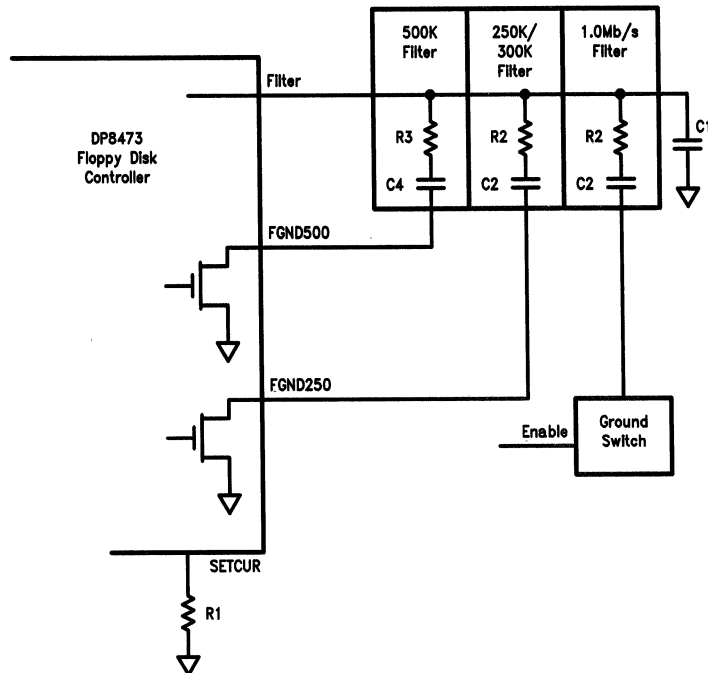 500K
Filter
250K/
300K
Filter
1.0Mb/s
Filter
Filter
C1
DP8473
Floppy Disk
Controller
R3
R2
R2
C4
C2
C2
FGND500
FGND250
Enable
Ground
Switch
SETCUR
R1